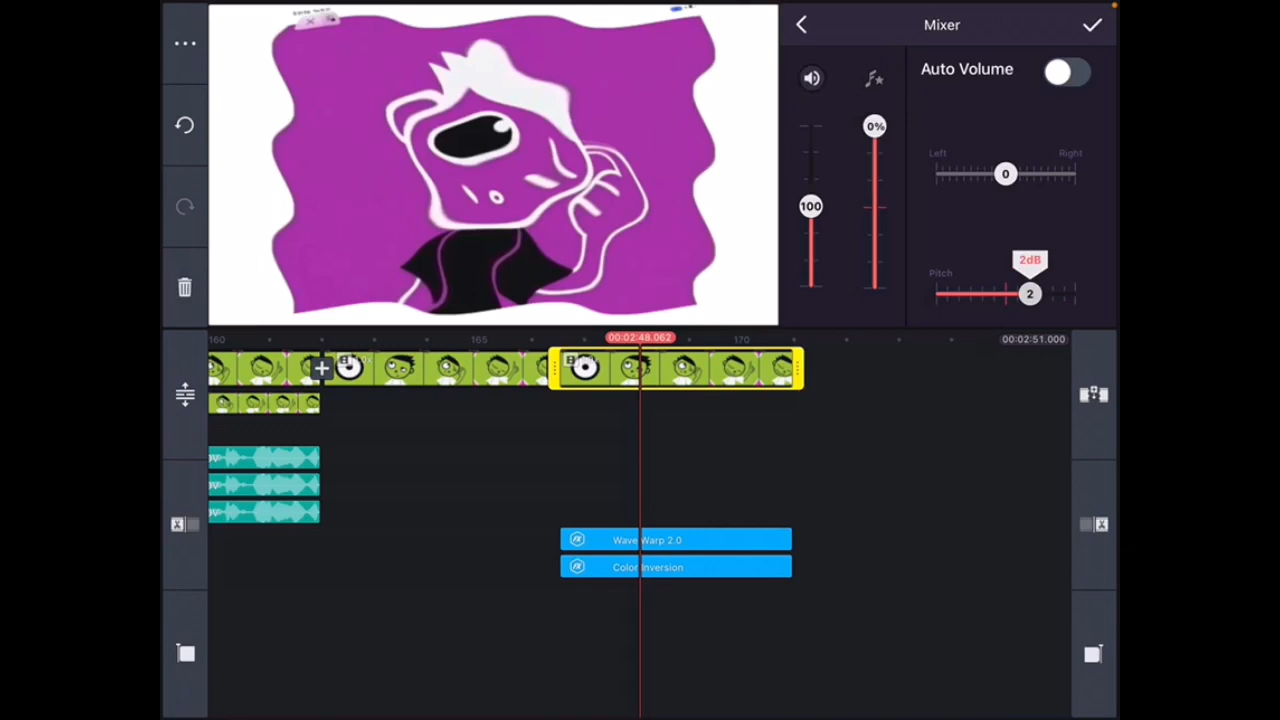 Mixer
Auto Volume
0%
100
Left
Right
0
2dB
Pitch
2
160
165
00:02:48.062
170
00:02:51.000
Wave Warp 2.0
Color Inversion